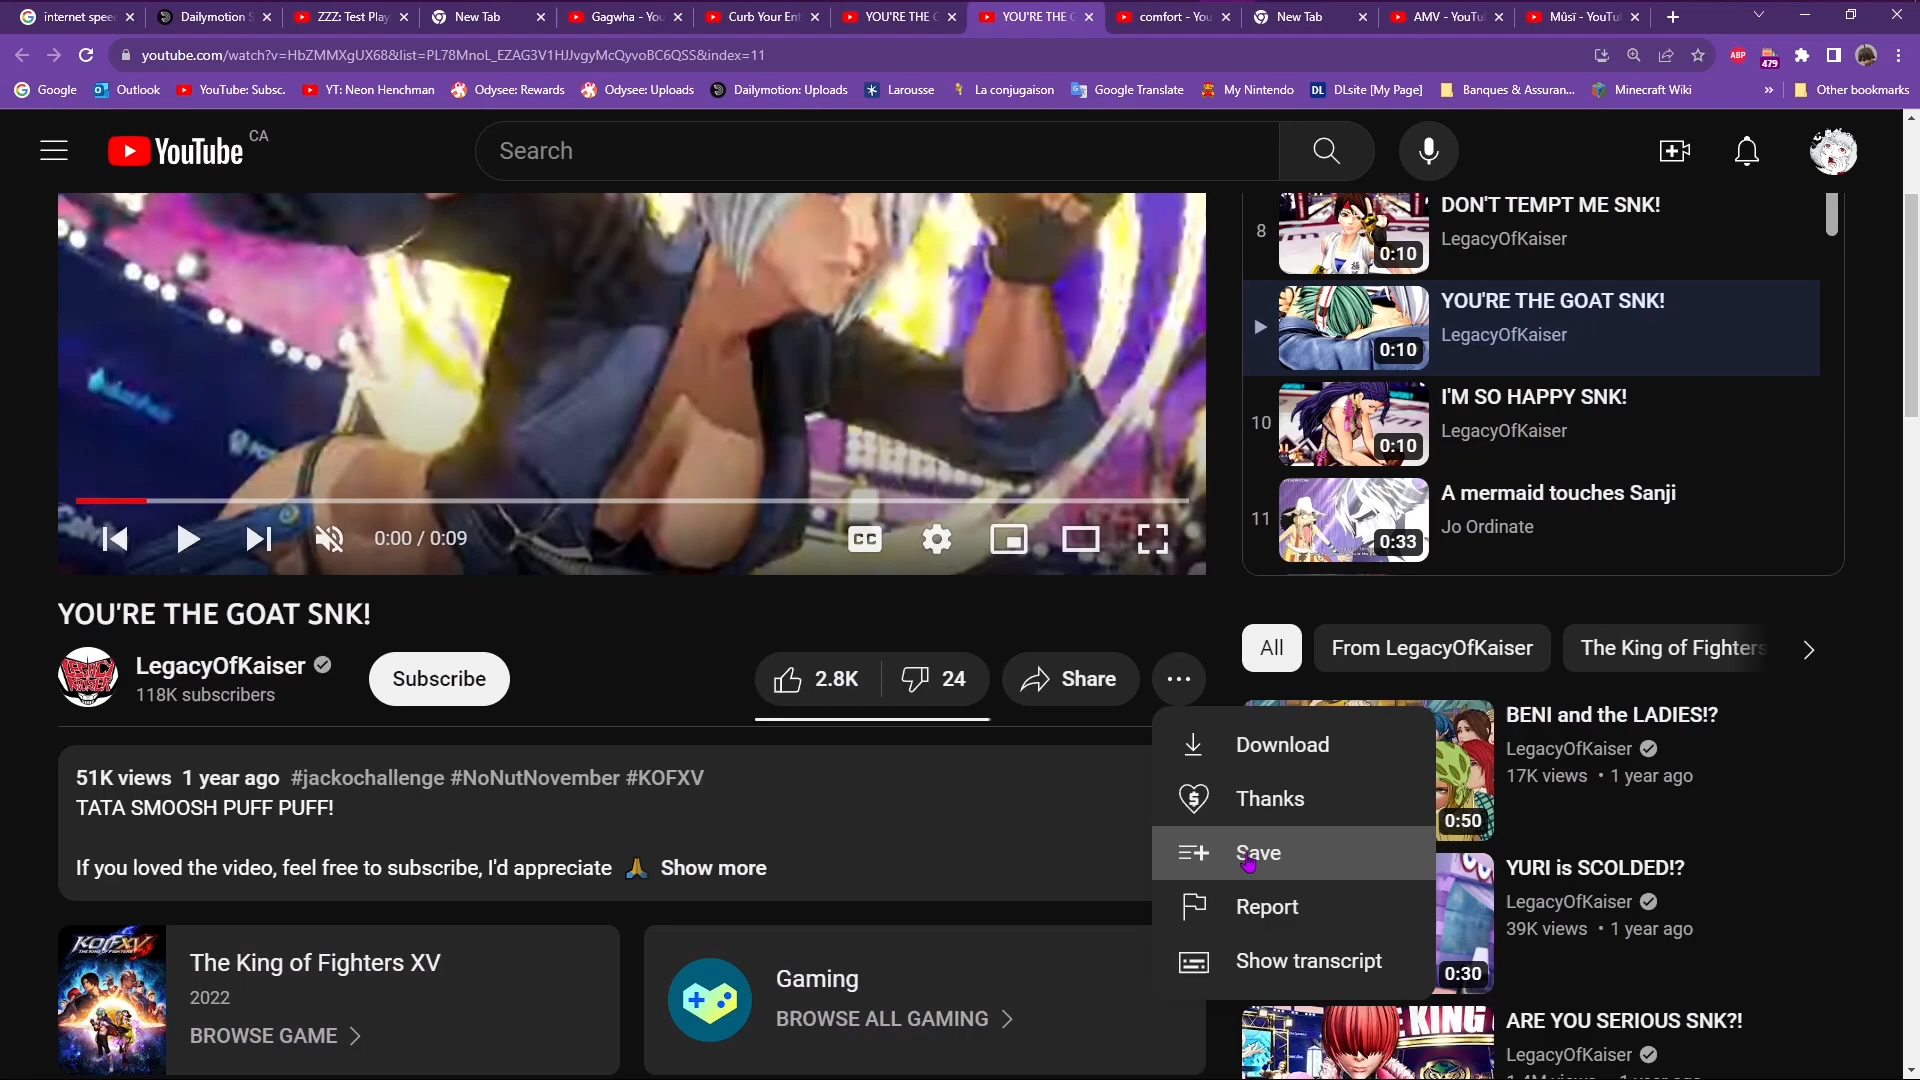 internet speed
Dailymotion S
ZZZ: Test Play
New Tab
Gagwha - You
Curb Your Ent
YOU'RE THE G
YOU'RE THE G
comfort - You
New Tab
AMV - YouTu
Mûsï - YouTu
youtube.com/watch?v=HbZMMXgUX68&list=PL78MnoL_EZAG3V1HJJvgyMcQyvoBC6QSS&index=11
ABP
479
Google
Outlook
YouTube: Subsc.
YT: Neon Henchman
Odysee: Rewards
Odysee: Uploads
Dailymotion: Uploads
Larousse
La conjugaison
Google Translate
My Nintendo
DL DLsite [My Page]
Banques & Assuran...
Minecraft Wiki
»
Other bookmarks
YouTube CA
Search
8
DON'T TEMPT ME SNK!
LegacyOfKaiser
0:10
YOU'RE THE GOAT SNK!
LegacyOfKaiser
0:10
10
I'M SO HAPPY SNK!
LegacyOfKaiser
0:10
11
A mermaid touches Sanji
Jo Ordinate
0:33
0:00 / 0:09
CC
YOU'RE THE GOAT SNK!
LegacyOfKaiser
118K subscribers
Subscribe
2.8K
24
Share
Download
Thanks
Save
Report
Show transcript
51K views 1 year ago #jackochallenge #NoNutNovember #KOFXV
TATA SMOOSH PUFF PUFF!
If you loved the video, feel free to subscribe, I'd appreciate 🙏 Show more
KOFXV
The King of Fighters XV
2022
BROWSE GAME
Gaming
BROWSE ALL GAMING
All
From LegacyOfKaiser
The King of Fighters
BENI and the LADIES!?
LegacyOfKaiser
17K views • 1 year ago
0:50
YURI is SCOLDED!?
LegacyOfKaiser
39K views • 1 year ago
0:30
KING
ARE YOU SERIOUS SNK?!
LegacyOfKaiser